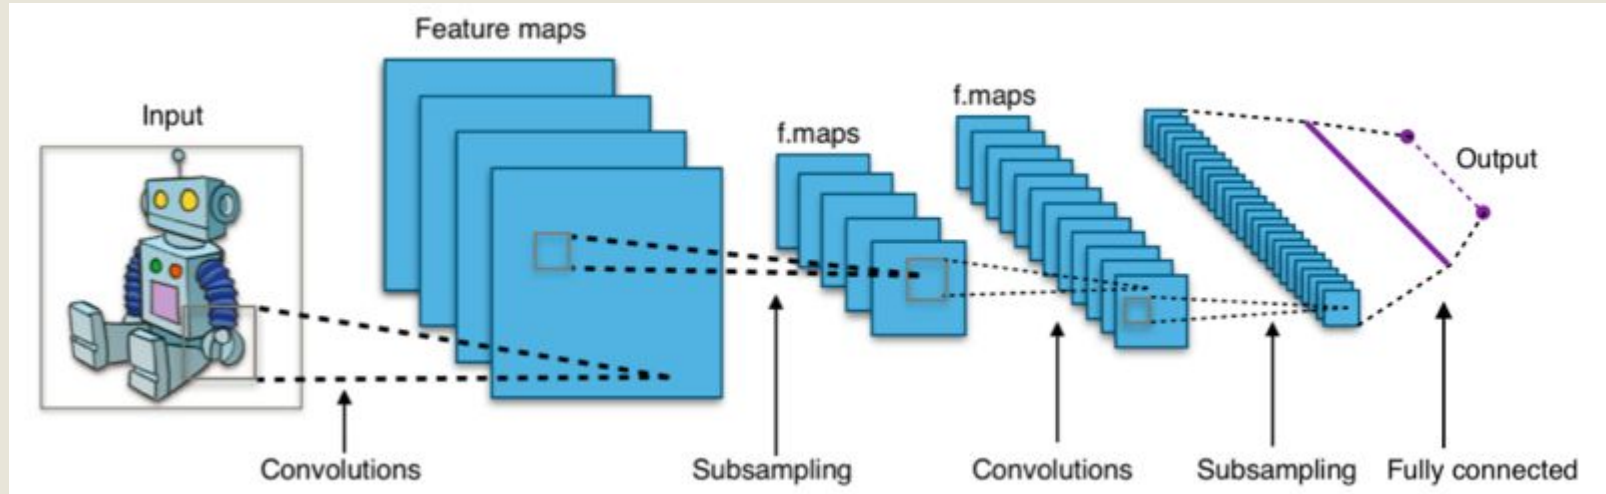 Feature maps
Input
f.maps
f.maps
Output
Convolutions
Subsampling
Convolutions
Subsampling
Fully connected